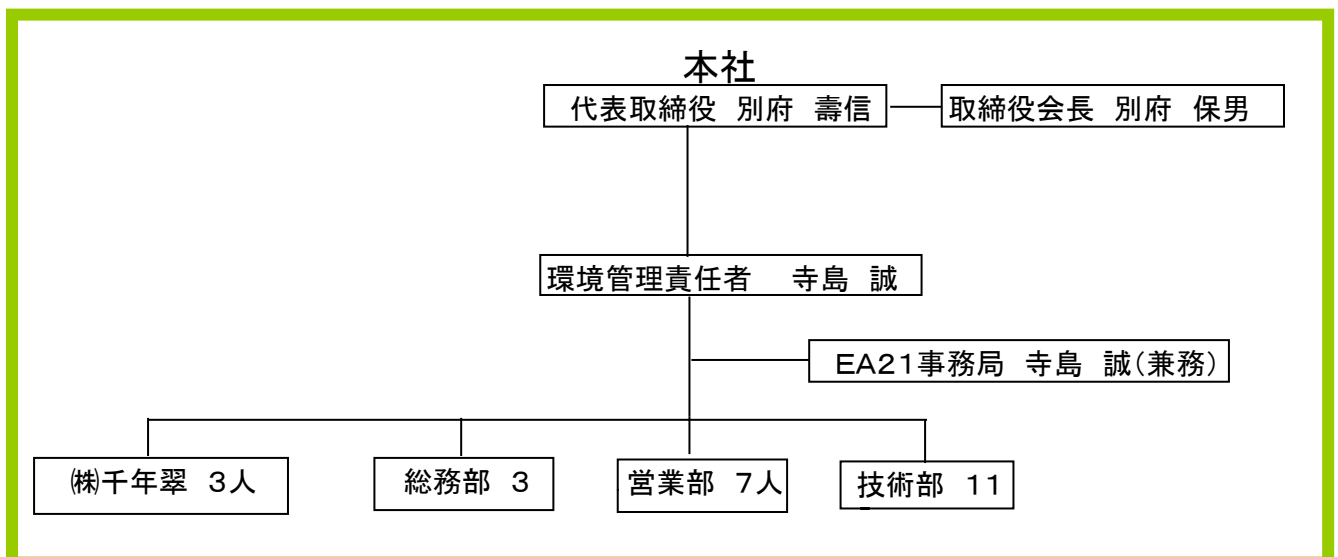 本社
代表取締役 別府 壽信
取締役会長 別府 保男
環境管理責任者 寺島 誠
EA21事務局 寺島 誠(兼務)
㈱千年翠 3人
総務部 3
営業部 7人
技術部 11